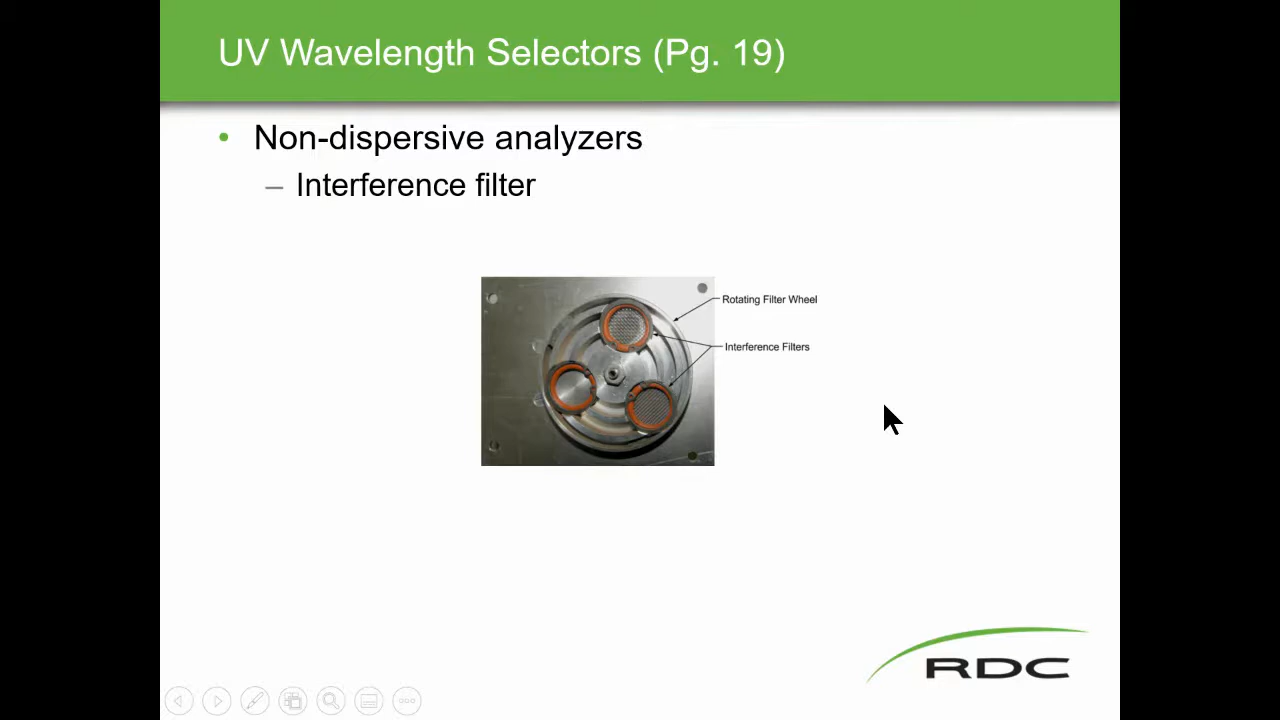 UV Wavelength Selectors (Pg. 19)
• Non-dispersive analyzers
– Interference filter
Rotating Filter Wheel
Interference Filters
RDC